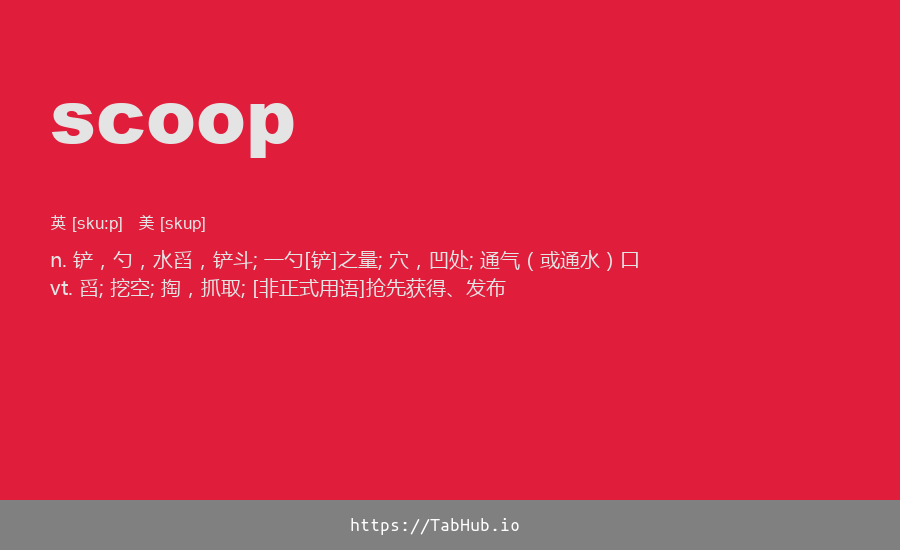 scoop
英 [sku:p] 美 [skup]
n. 铲，勺，水舀，铲斗; 一勺[铲]之量; 穴，凹处; 通气（或通水）口
vt. 舀; 挖空; 掏，抓取; [非正式用语]抢先获得、发布
https://TabHub.io